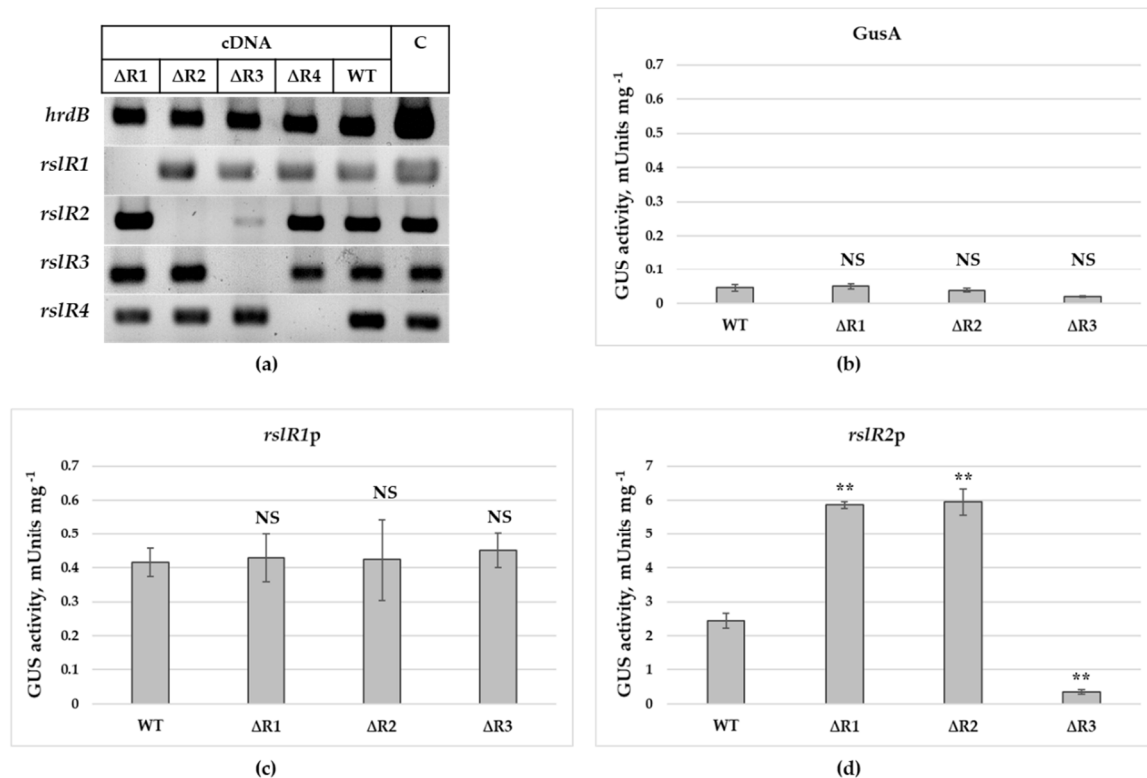 cDNA C
ΔR1 ΔR2 ΔR3 ΔR4 WT
hrdB
rslR1
rslR2
rslR3
rslR4
(a)
GusA
GUS activity, mUnits mg⁻¹
0.7
0.6
0.5
0.4
0.3
0.2
0.1
0
NS NS NS
WT ΔR1 ΔR2 ΔR3
(b)
rslR1p
GUS activity, mUnits mg⁻¹
0.7
0.6
0.5
0.4
0.3
0.2
0.1
0
NS NS NS
WT ΔR1 ΔR2 ΔR3
(c)
rslR2p
GUS activity, mUnits mg⁻¹
7
6
5
4
3
2
1
0
** ** **
WT ΔR1 ΔR2 ΔR3
(d)